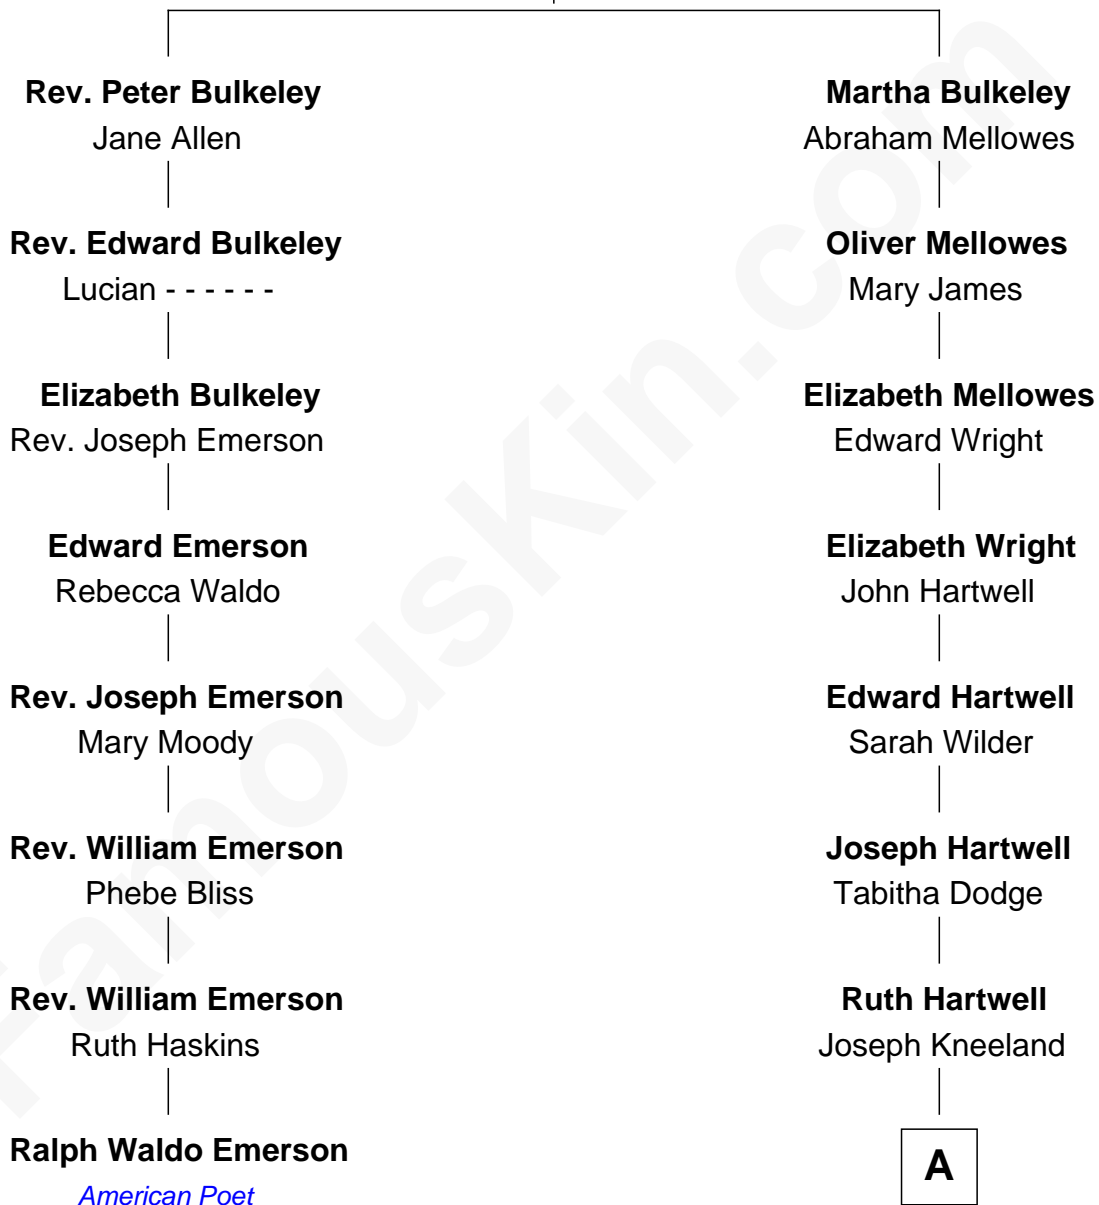 Rev. Peter Bulkeley
Jane Allen
Rev. Edward Bulkeley
Lucian - - - - - -
Elizabeth Bulkeley
Rev. Joseph Emerson
Edward Emerson
Rebecca Waldo
Rev. Joseph Emerson
Mary Moody
Rev. William Emerson
Phebe Bliss
Rev. William Emerson
Ruth Haskins
Ralph Waldo Emerson
American Poet
Martha Bulkeley
Abraham Mellowes
Oliver Mellowes
Mary James
Elizabeth Mellowes
Edward Wright
Elizabeth Wright
John Hartwell
Edward Hartwell
Sarah Wilder
Joseph Hartwell
Tabitha Dodge
Ruth Hartwell
Joseph Kneeland
A
FamousKin.com